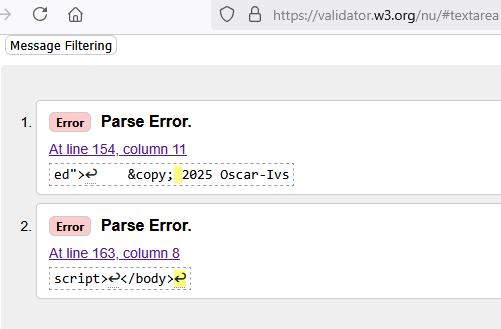 https://validator.w3.org/nu/#textarea
Message Filtering
1. Error Parse Error.
At line 154, column 11
ed">↩    &copy; 2025 Oscar-Ivs
2. Error Parse Error.
At line 163, column 8
script>↩</body>↩